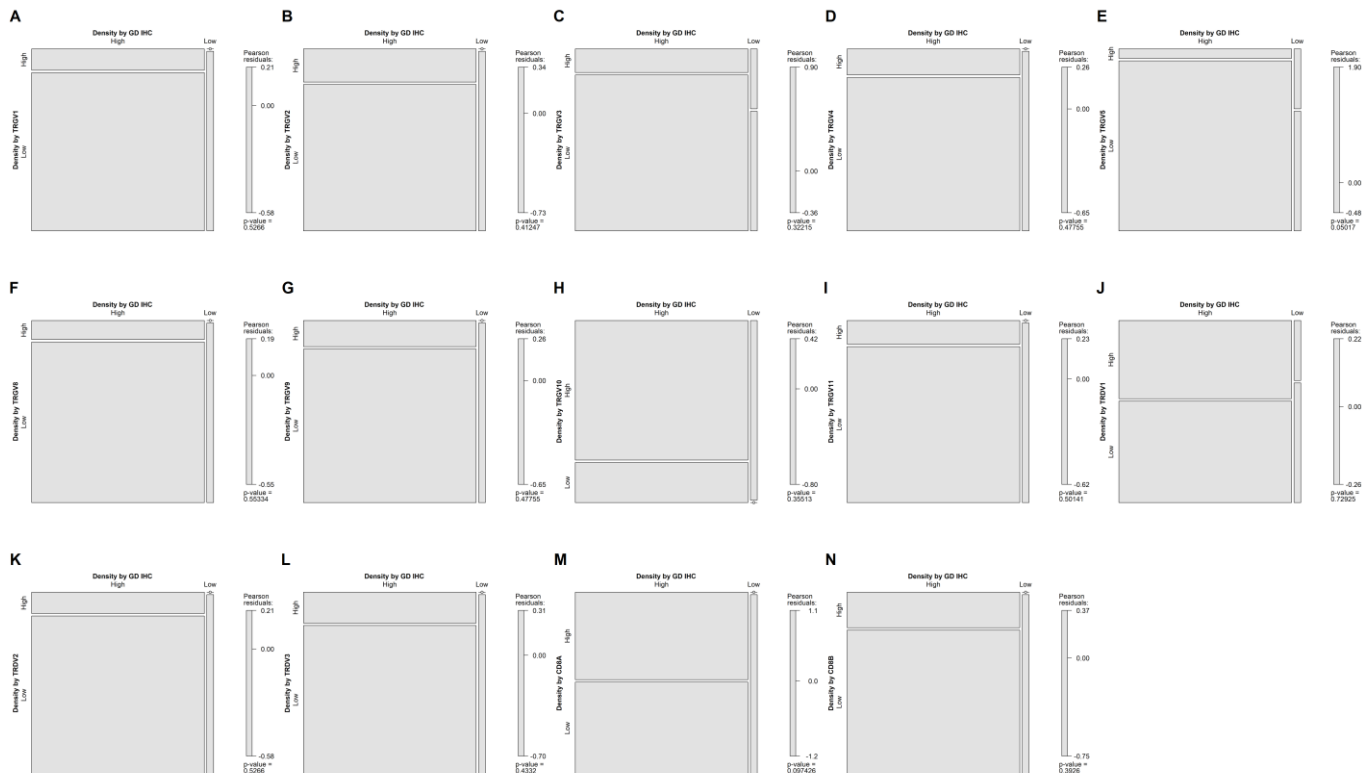 A
Density by GD IHC
High
Low
High
Low
Density by TRGV1
Pearson
residuals:
0.21
0.00
-0.58
p-value =
0.5266
B
Density by GD IHC
High
Low
High
Low
Density by TRGV2
Pearson
residuals:
0.34
0.00
-0.73
p-value =
0.41247
C
Density by GD IHC
High
Low
High
Low
Density by TRGV3
Pearson
residuals:
0.90
0.00
-0.36
p-value =
0.32215
D
Density by GD IHC
High
Low
High
Low
Density by TRGV4
Pearson
residuals:
0.26
0.00
-0.65
p-value =
0.47755
E
Density by GD IHC
High
Low
High
Low
Density by TRGV5
Pearson
residuals:
1.90
0.00
-0.48
p-value =
0.05017
F
Density by GD IHC
High
Low
High
Low
Density by TRGV8
Pearson
residuals:
0.19
0.00
-0.55
p-value =
0.55334
G
Density by GD IHC
High
Low
High
Low
Density by TRGV9
Pearson
residuals:
0.26
0.00
-0.65
p-value =
0.47755
H
Density by GD IHC
High
Low
High
Low
Density by TRGV10
Pearson
residuals:
0.42
0.00
-0.80
p-value =
0.35513
I
Density by GD IHC
High
Low
High
Low
Density by TRGV11
Pearson
residuals:
0.23
0.00
-0.62
p-value =
0.50141
J
Density by GD IHC
High
Low
High
Low
Density by TRDV1
Pearson
residuals:
0.22
0.00
-0.26
p-value =
0.72925
K
Density by GD IHC
High
Low
High
Low
Density by TRDV2
Pearson
residuals:
0.21
0.00
-0.58
p-value =
0.5266
L
Density by GD IHC
High
Low
High
Low
Density by TRDV3
Pearson
residuals:
0.31
0.00
-0.70
p-value =
0.4332
M
Density by GD IHC
High
Low
High
Low
Density by CD8A
Pearson
residuals:
1.1
0.0
-1.2
p-value =
0.097426
N
Density by GD IHC
High
Low
High
Low
Density by CD8B
Pearson
residuals:
0.37
0.00
-0.75
p-value =
0.3926